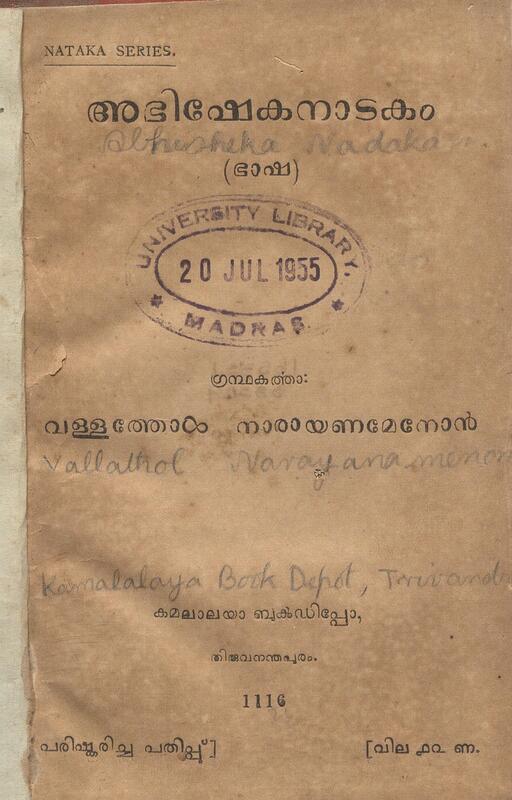 NATAKA SERIES.
അഭിഷേകനാടകം
Abhisheka Nadakam
(ഭാഷ)
UNIVERSITY LIBRARY.
20 JUL 1955
* MADRAS *
ഗ്രന്ഥകർത്താ:
വള്ളത്തോൾ നാരായണമേനോൻ
Vallathol Narayana menon
Kamalalaya Book Depot, Trivandr
കമലാലയാ ബുക്ഡിപ്പോ,
തിരുവനന്തപുരം.
1116
പരിഷ്കരിച്ച പതിപ്പ്] [വില ൧൨ ണ.